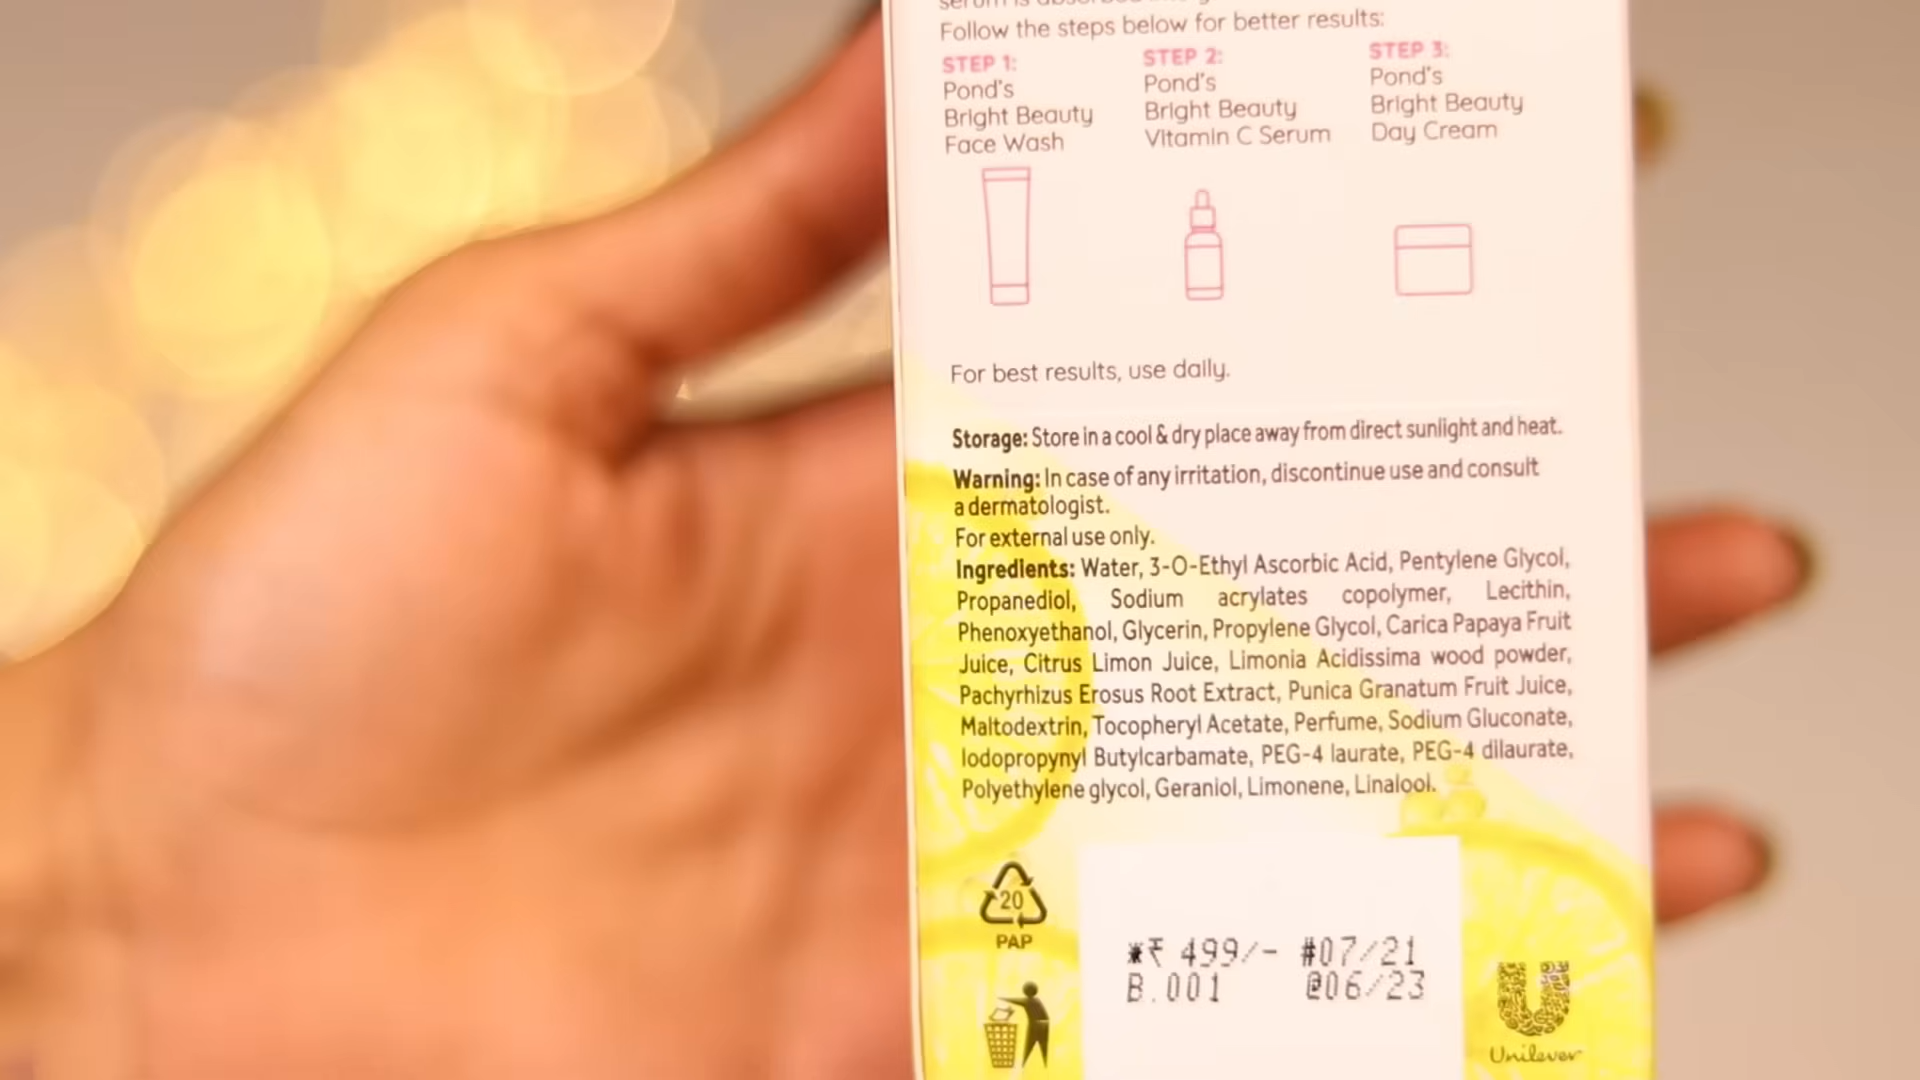 Follow the steps below for better results:
STEP 1:
Pond's
Bright Beauty
Face Wash
STEP 2:
Pond's
Bright Beauty
Vitamin C Serum
STEP 3:
Pond's
Bright Beauty
Day Cream
For best results, use daily.
Storage: Store in a cool & dry place away from direct sunlight and heat.
Warning: In case of any irritation, discontinue use and consult
a dermatologist.
For external use only.
Ingredients: Water, 3-O-Ethyl Ascorbic Acid, Pentylene Glycol,
Propanediol, Sodium acrylates copolymer, Lecithin,
Phenoxyethanol, Glycerin, Propylene Glycol, Carica Papaya Fruit
Juice, Citrus Limon Juice, Limonia Acidissima wood powder,
Pachyrhizus Erosus Root Extract, Punica Granatum Fruit Juice,
Maltodextrin, Tocopheryl Acetate, Perfume, Sodium Gluconate,
Iodopropynyl Butylcarbamate, PEG-4 laurate, PEG-4 dilaurate,
Polyethylene glycol, Geraniol, Limonene, Linalool.
20
PAP
*₹ 499/- #07/21
B.001 @06/23
Unilever